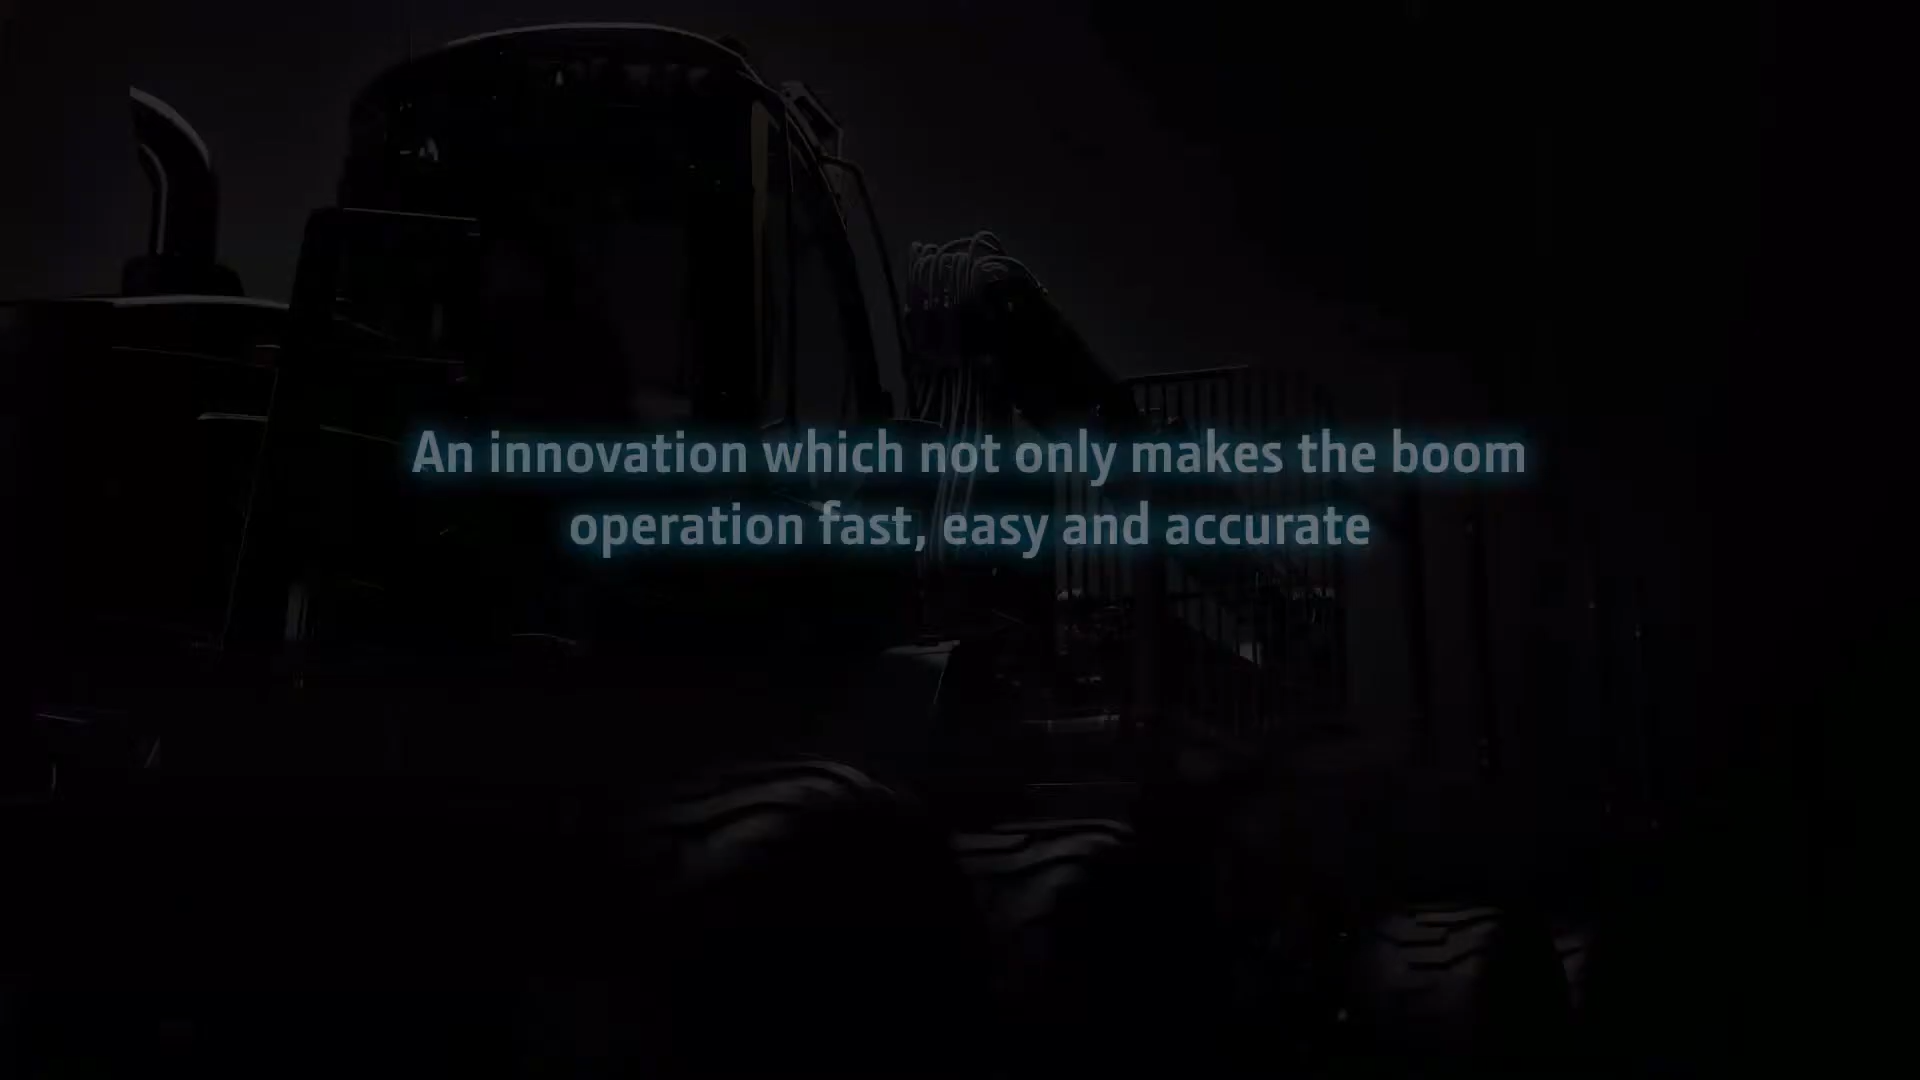 An innovation which not only makes the boom
operation fast, easy and accurate